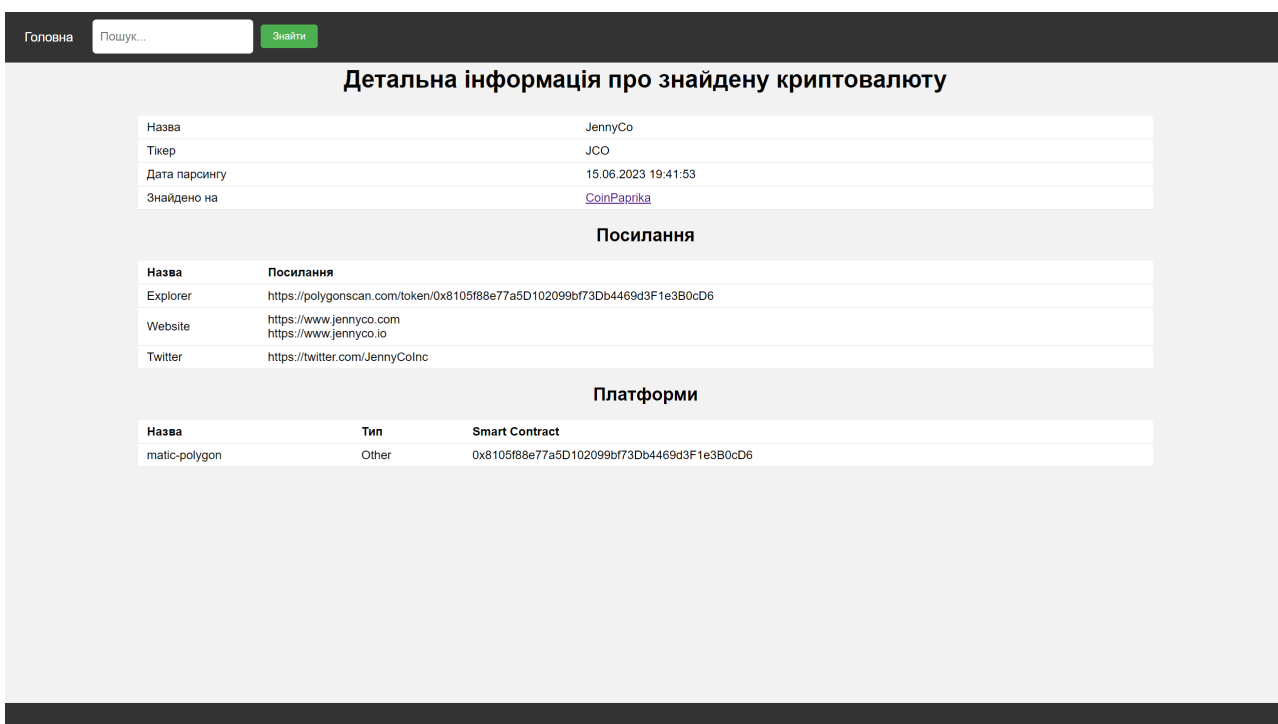 Головна Пошук... Знайти
Детальна інформація про знайдену криптовалюту
Назва JennyCo
Тікер JCO
Дата парсингу 15.06.2023 19:41:53
Знайдено на CoinPaprika
Посилання
Назва Посилання
Explorer https://polygonscan.com/token/0x8105f88e77a5D102099bf73Db4469d3F1e3B0cD6
Website https://www.jennyco.com
https://www.jennyco.io
Twitter https://twitter.com/JennyCoInc
Платформи
Назва Тип Smart Contract
matic-polygon Other 0x8105f88e77a5D102099bf73Db4469d3F1e3B0cD6